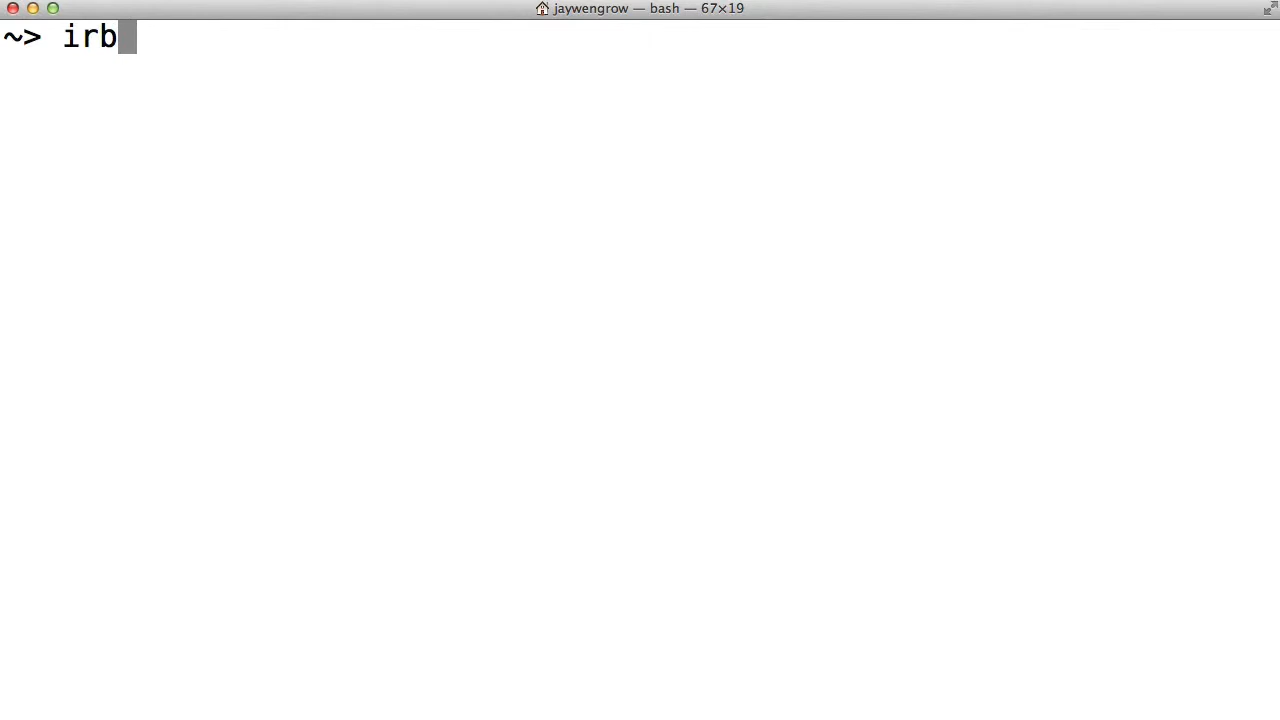 jaywengrow — bash — 67×19
~> irb